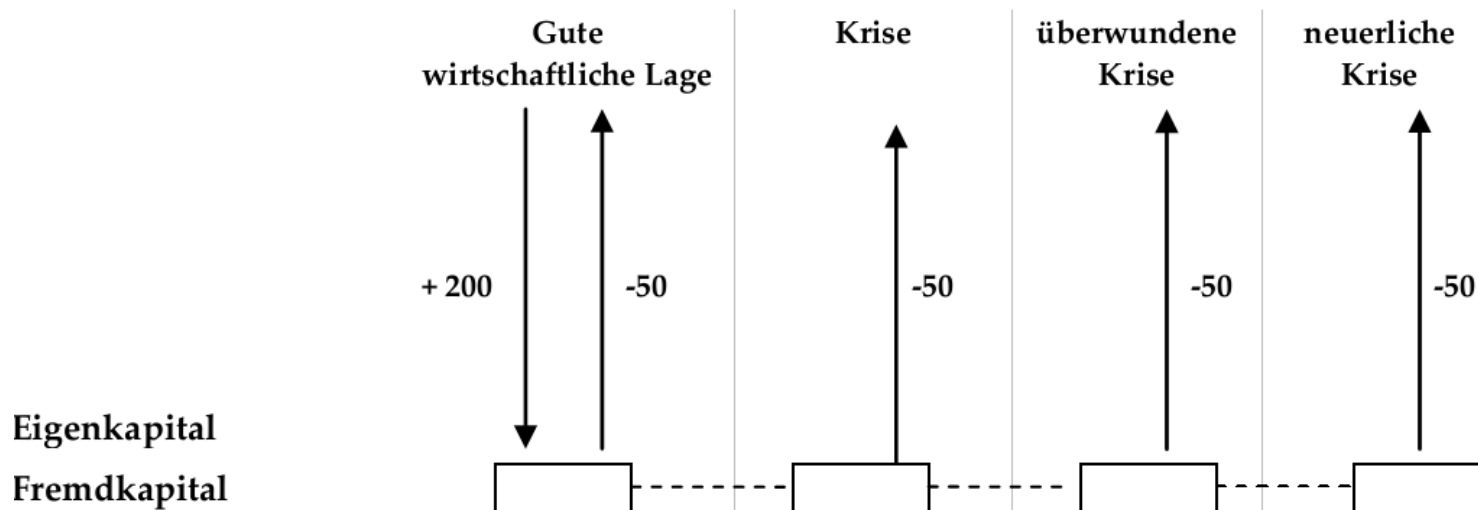 Gute
wirtschaftliche Lage
Krise
überwundene
Krise
neuerliche
Krise
+ 200
-50
-50
-50
-50
Eigenkapital
Fremdkapital